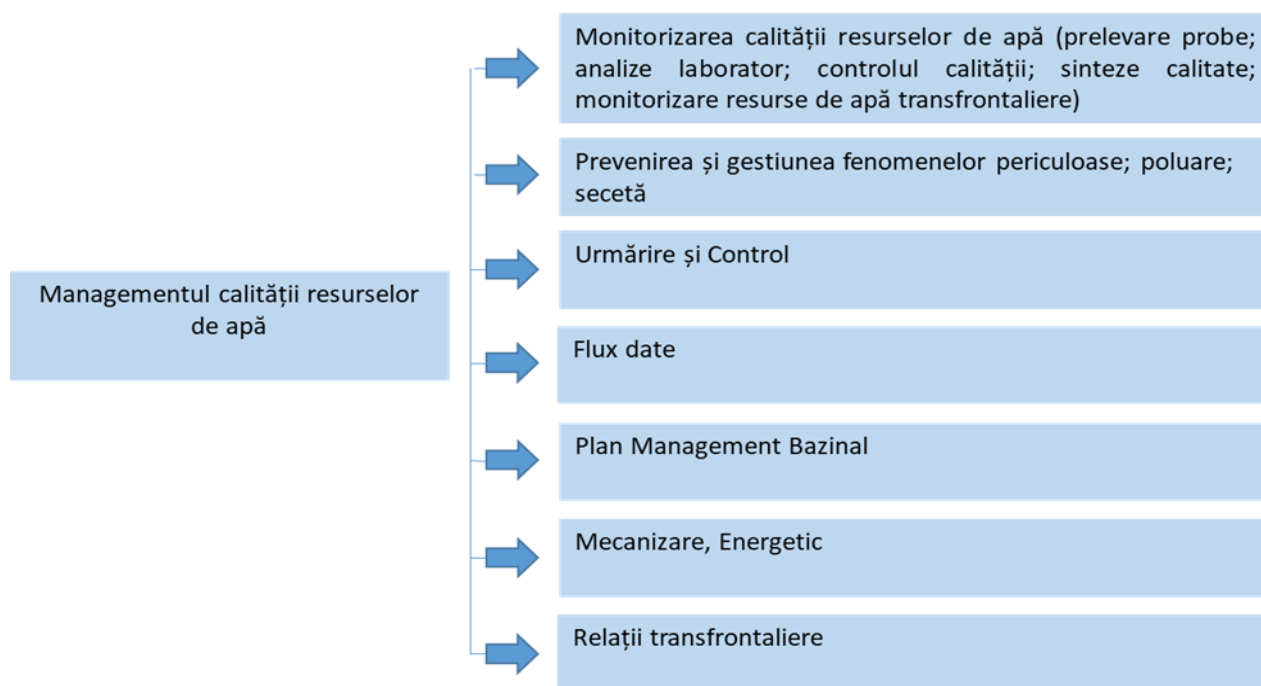 Monitorizarea calității resurselor de apă (prelevare probe;
analize laborator; controlul calității; sinteze calitate;
monitorizare resurse de apă transfrontaliere)
Prevenirea și gestiunea fenomenelor periculoase; poluare;
secetă
Urmărire și Control
Managementul calității resurselor
de apă
Flux date
Plan Management Bazinal
Mecanizare, Energetic
Relații transfrontaliere